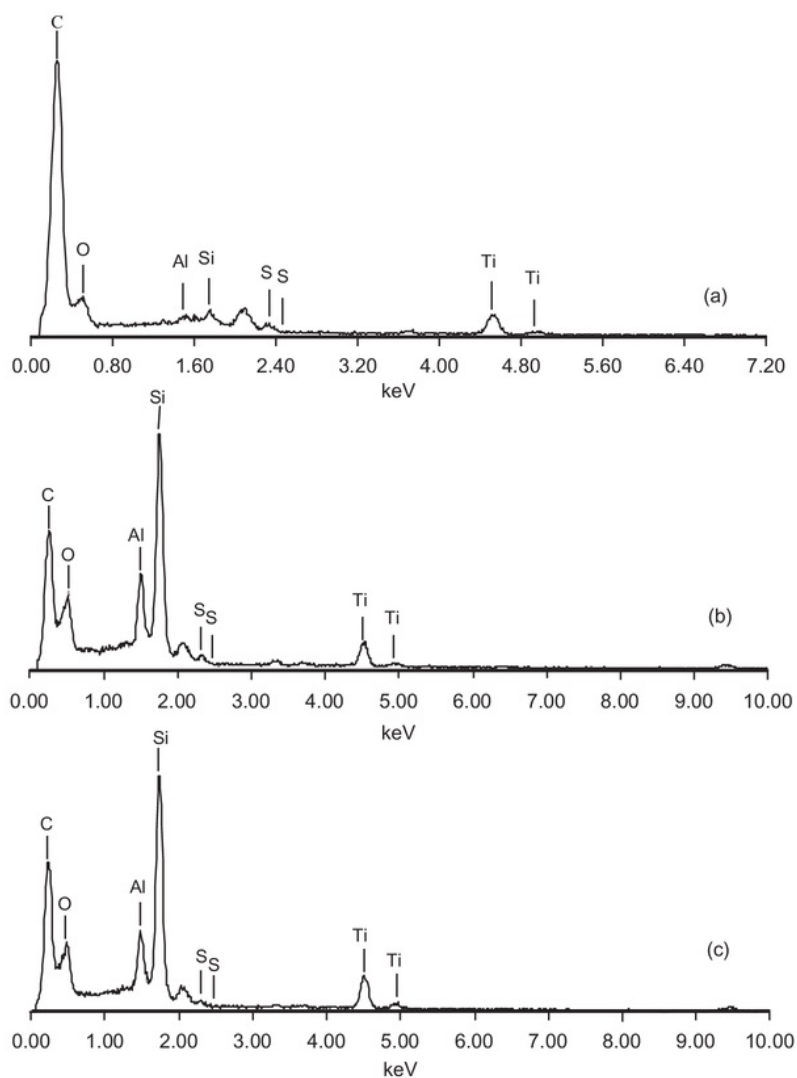 C
O
Al Si
S S
Ti Ti
(a)
0.00 0.80 1.60 2.40 3.20 4.00 4.80 5.60 6.40 7.20
keV
Si
C
Al
O
S S
Ti Ti
(b)
0.00 1.00 2.00 3.00 4.00 5.00 6.00 7.00 8.00 9.00 10.00
keV
Si
C
Al
O
S S
Ti Ti
(c)
0.00 1.00 2.00 3.00 4.00 5.00 6.00 7.00 8.00 9.00 10.00
keV